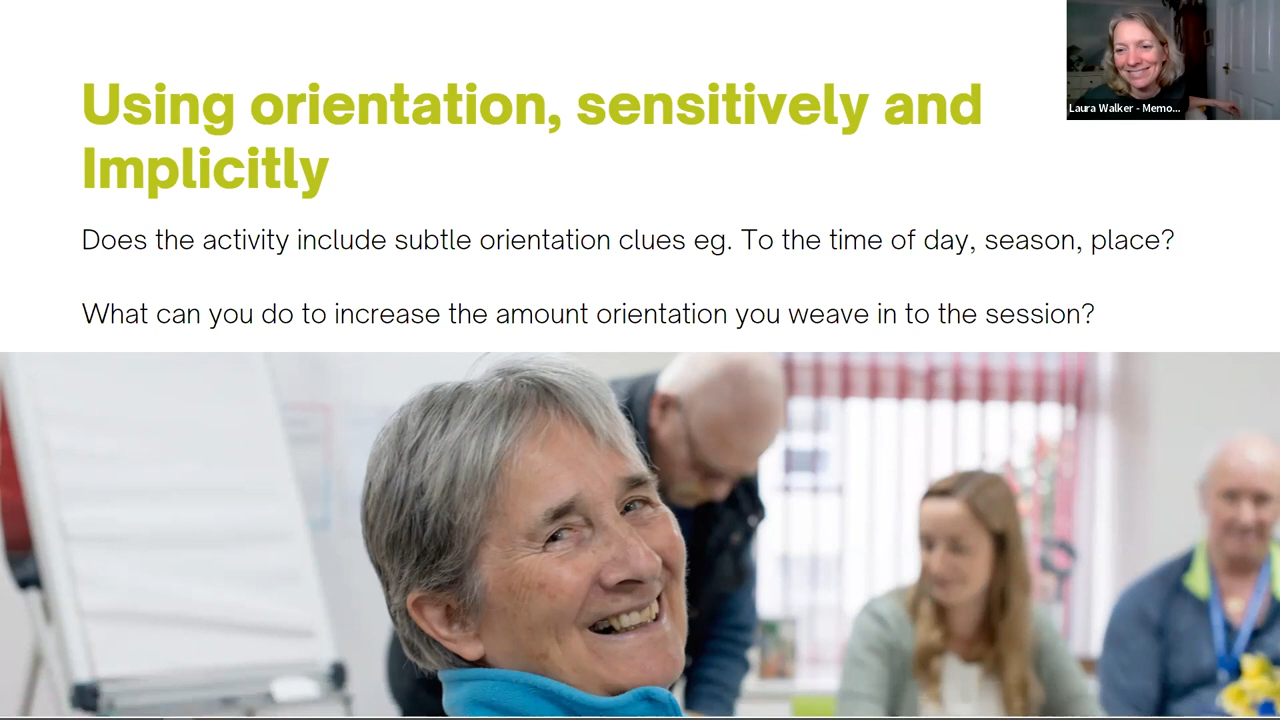 Using orientation, sensitively and
Implicitly
Does the activity include subtle orientation clues eg. To the time of day, season, place?
What can you do to increase the amount orientation you weave in to the session?
Laura Walker - Memo...